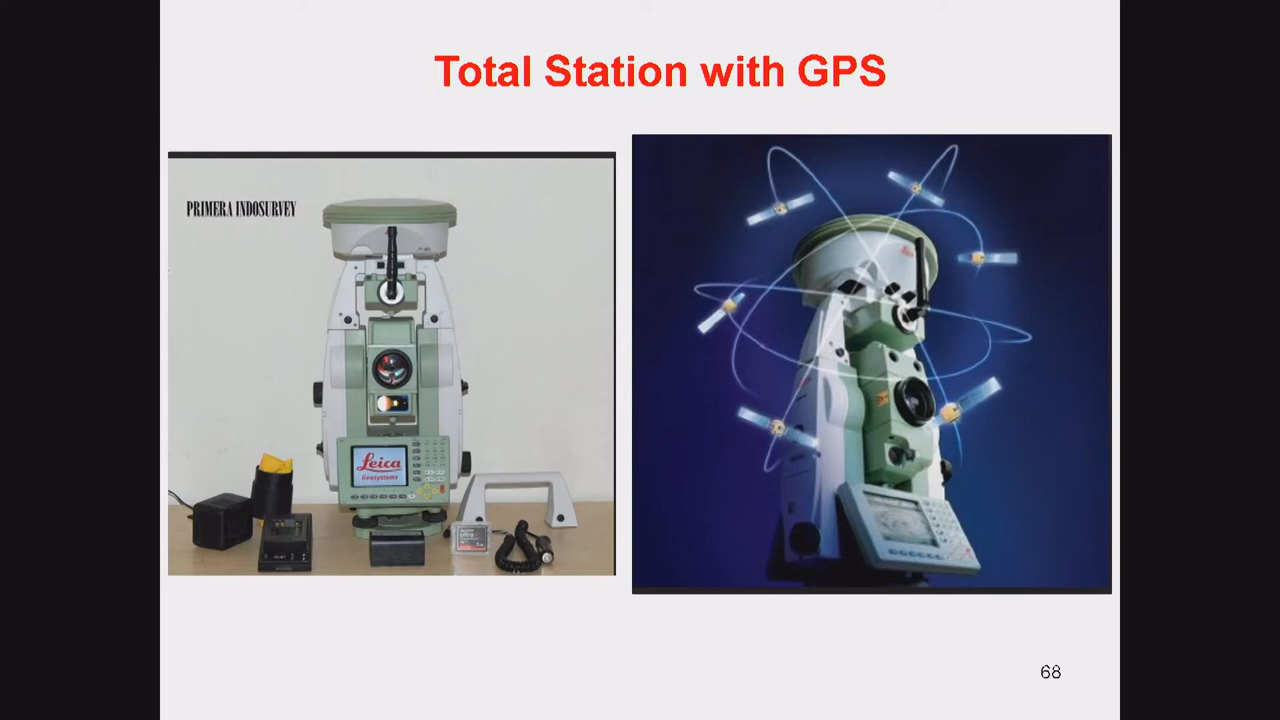 Total Station with GPS
PRIMERA INDOSURVEY
Leica
Geosystems
68